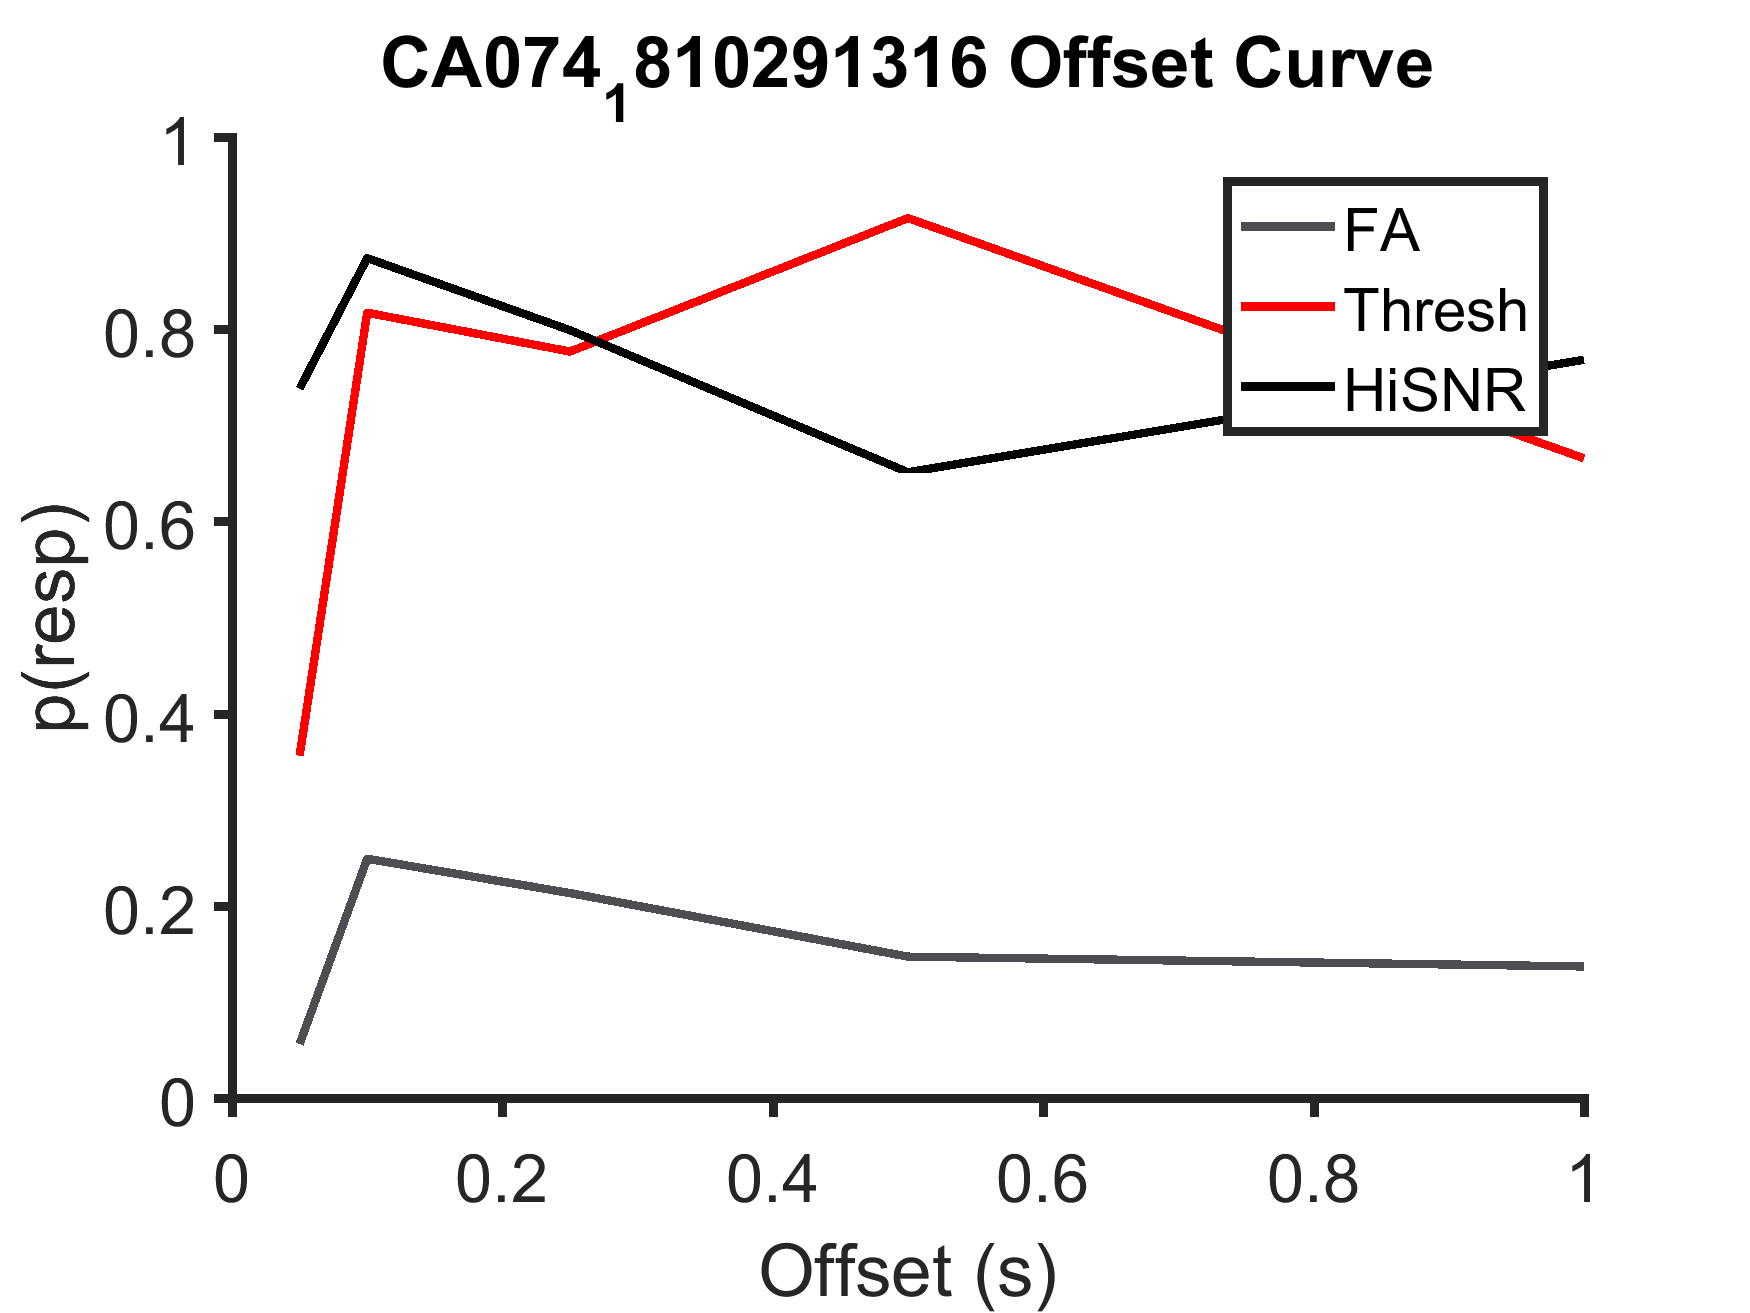 CA074₁810291316 Offset Curve
1
0.8
0.6
0.4
0.2
0
p(resp)
FA
Thresh
HiSNR
0 0.2 0.4 0.6 0.8 1
Offset (s)